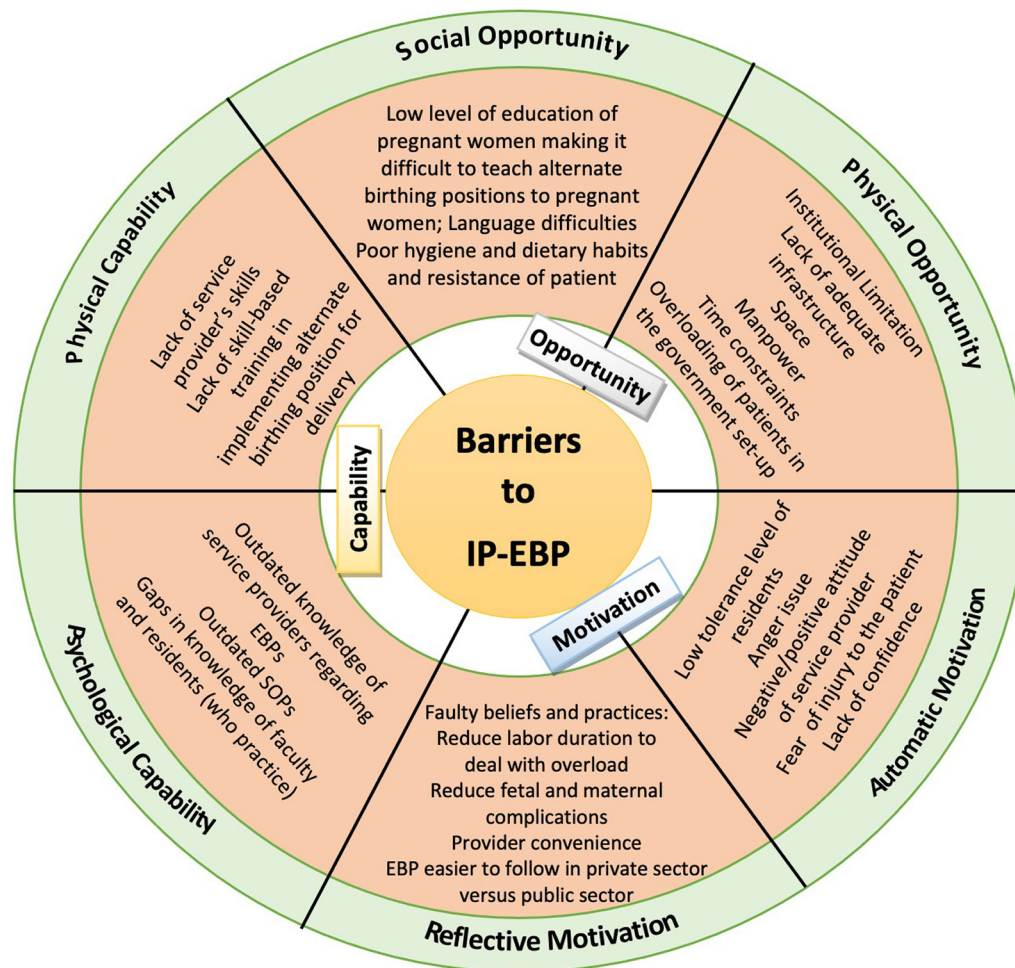 Social Opportunity
Low level of education of
pregnant women making it
difficult to teach alternate
birthing positions to pregnant
women; Language difficulties
Poor hygiene and dietary habits
and resistance of patient
Physical Opportunity
Institutional Limitation
Lack of adequate
infrastructure
Space
Manpower
Time constraints
Overloading of patients in
the government set-up
Automatic Motivation
Low tolerance level of
residents
Anger issue
Negative/positive attitude
of service provider
Fear of injury to the patient
Lack of confidence
Reflective Motivation
Faulty beliefs and practices:
Reduce labor duration to
deal with overload
Reduce fetal and maternal
complications
Provider convenience
EBP easier to follow in private sector
versus public sector
Psychological Capability
Outdated knowledge of
service providers regarding
EBPs
Outdated SOPs
Gaps in knowledge of faculty
and residents (who practice)
Physical Capability
Lack of service
provider's skills
Lack of skill-based
training in
implementing alternate
birthing position for
delivery
Opportunity
Capability
Motivation
Barriers
to
IP-EBP